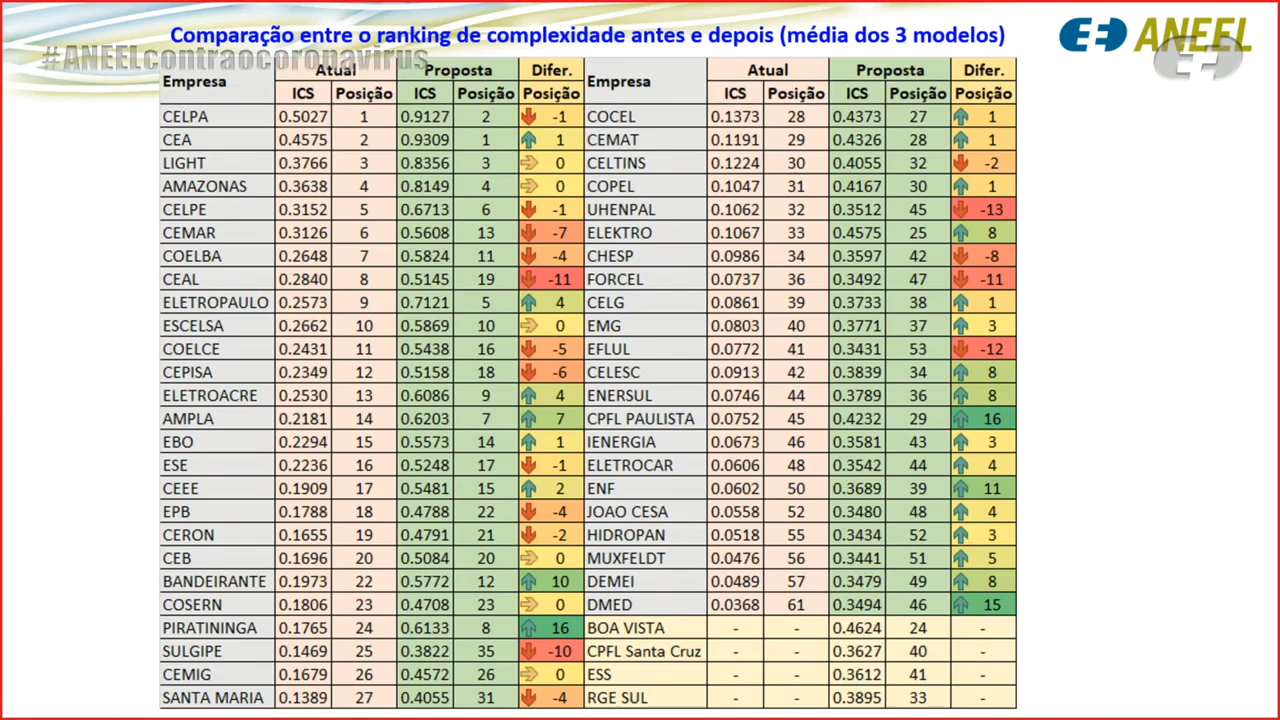 Comparação entre o ranking de complexidade antes e depois (média dos 3 modelos)
ANEEL
#ANEELcontraocoronavirus
Empresa Atual Proposta Difer. Empresa Atual Proposta Difer.
ICS Posição ICS Posição Posição ICS Posição ICS Posição Posição
CELPA 0.5027 1 0.9127 2 -1 COCEL 0.1373 28 0.4373 27 1
CEA 0.4575 2 0.9309 1 1 CEMAT 0.1191 29 0.4326 28 1
LIGHT 0.3766 3 0.8356 3 0 CELTINS 0.1224 30 0.4055 32 -2
AMAZONAS 0.3638 4 0.8149 4 0 COPEL 0.1047 31 0.4167 30 1
CELPE 0.3152 5 0.6713 6 -1 UHENPAL 0.1062 32 0.3512 45 -13
CEMAR 0.3126 6 0.5608 13 -7 ELEKTRO 0.1067 33 0.4575 25 8
COELBA 0.2648 7 0.5824 11 -4 CHESP 0.0986 34 0.3597 42 -8
CEAL 0.2840 8 0.5145 19 -11 FORCEL 0.0737 36 0.3492 47 -11
ELETROPAULO 0.2573 9 0.7121 5 4 CELG 0.0861 39 0.3733 38 1
ESCELSA 0.2662 10 0.5869 10 0 EMG 0.0803 40 0.3771 37 3
COELCE 0.2431 11 0.5438 16 -5 EFLUL 0.0772 41 0.3431 53 -12
CEPISA 0.2349 12 0.5158 18 -6 CELESC 0.0913 42 0.3839 34 8
ELETROACRE 0.2530 13 0.6086 9 4 ENERSUL 0.0746 44 0.3789 36 8
AMPLA 0.2181 14 0.6203 7 7 CPFL PAULISTA 0.0752 45 0.4232 29 16
EBO 0.2294 15 0.5573 14 1 IENERGIA 0.0673 46 0.3581 43 3
ESE 0.2236 16 0.5248 17 -1 ELETROCAR 0.0606 48 0.3542 44 4
CEEE 0.1909 17 0.5481 15 2 ENF 0.0602 50 0.3689 39 11
EPB 0.1788 18 0.4788 22 -4 JOAO CESA 0.0558 52 0.3480 48 4
CERON 0.1655 19 0.4791 21 -2 HIDROPAN 0.0518 55 0.3434 52 3
CEB 0.1696 20 0.5084 20 0 MUXFELDT 0.0476 56 0.3441 51 5
BANDEIRANTE 0.1973 22 0.5772 12 10 DEMEI 0.0489 57 0.3479 49 8
COSERN 0.1806 23 0.4708 23 0 DMED 0.0368 61 0.3494 46 15
PIRATININGA 0.1765 24 0.6133 8 16 BOA VISTA - - 0.4624 24 -
SULGIPE 0.1469 25 0.3822 35 -10 CPFL Santa Cruz - - 0.3627 40 -
CEMIG 0.1679 26 0.4572 26 0 ESS - - 0.3612 41 -
SANTA MARIA 0.1389 27 0.4055 31 -4 RGE SUL - - 0.3895 33 -